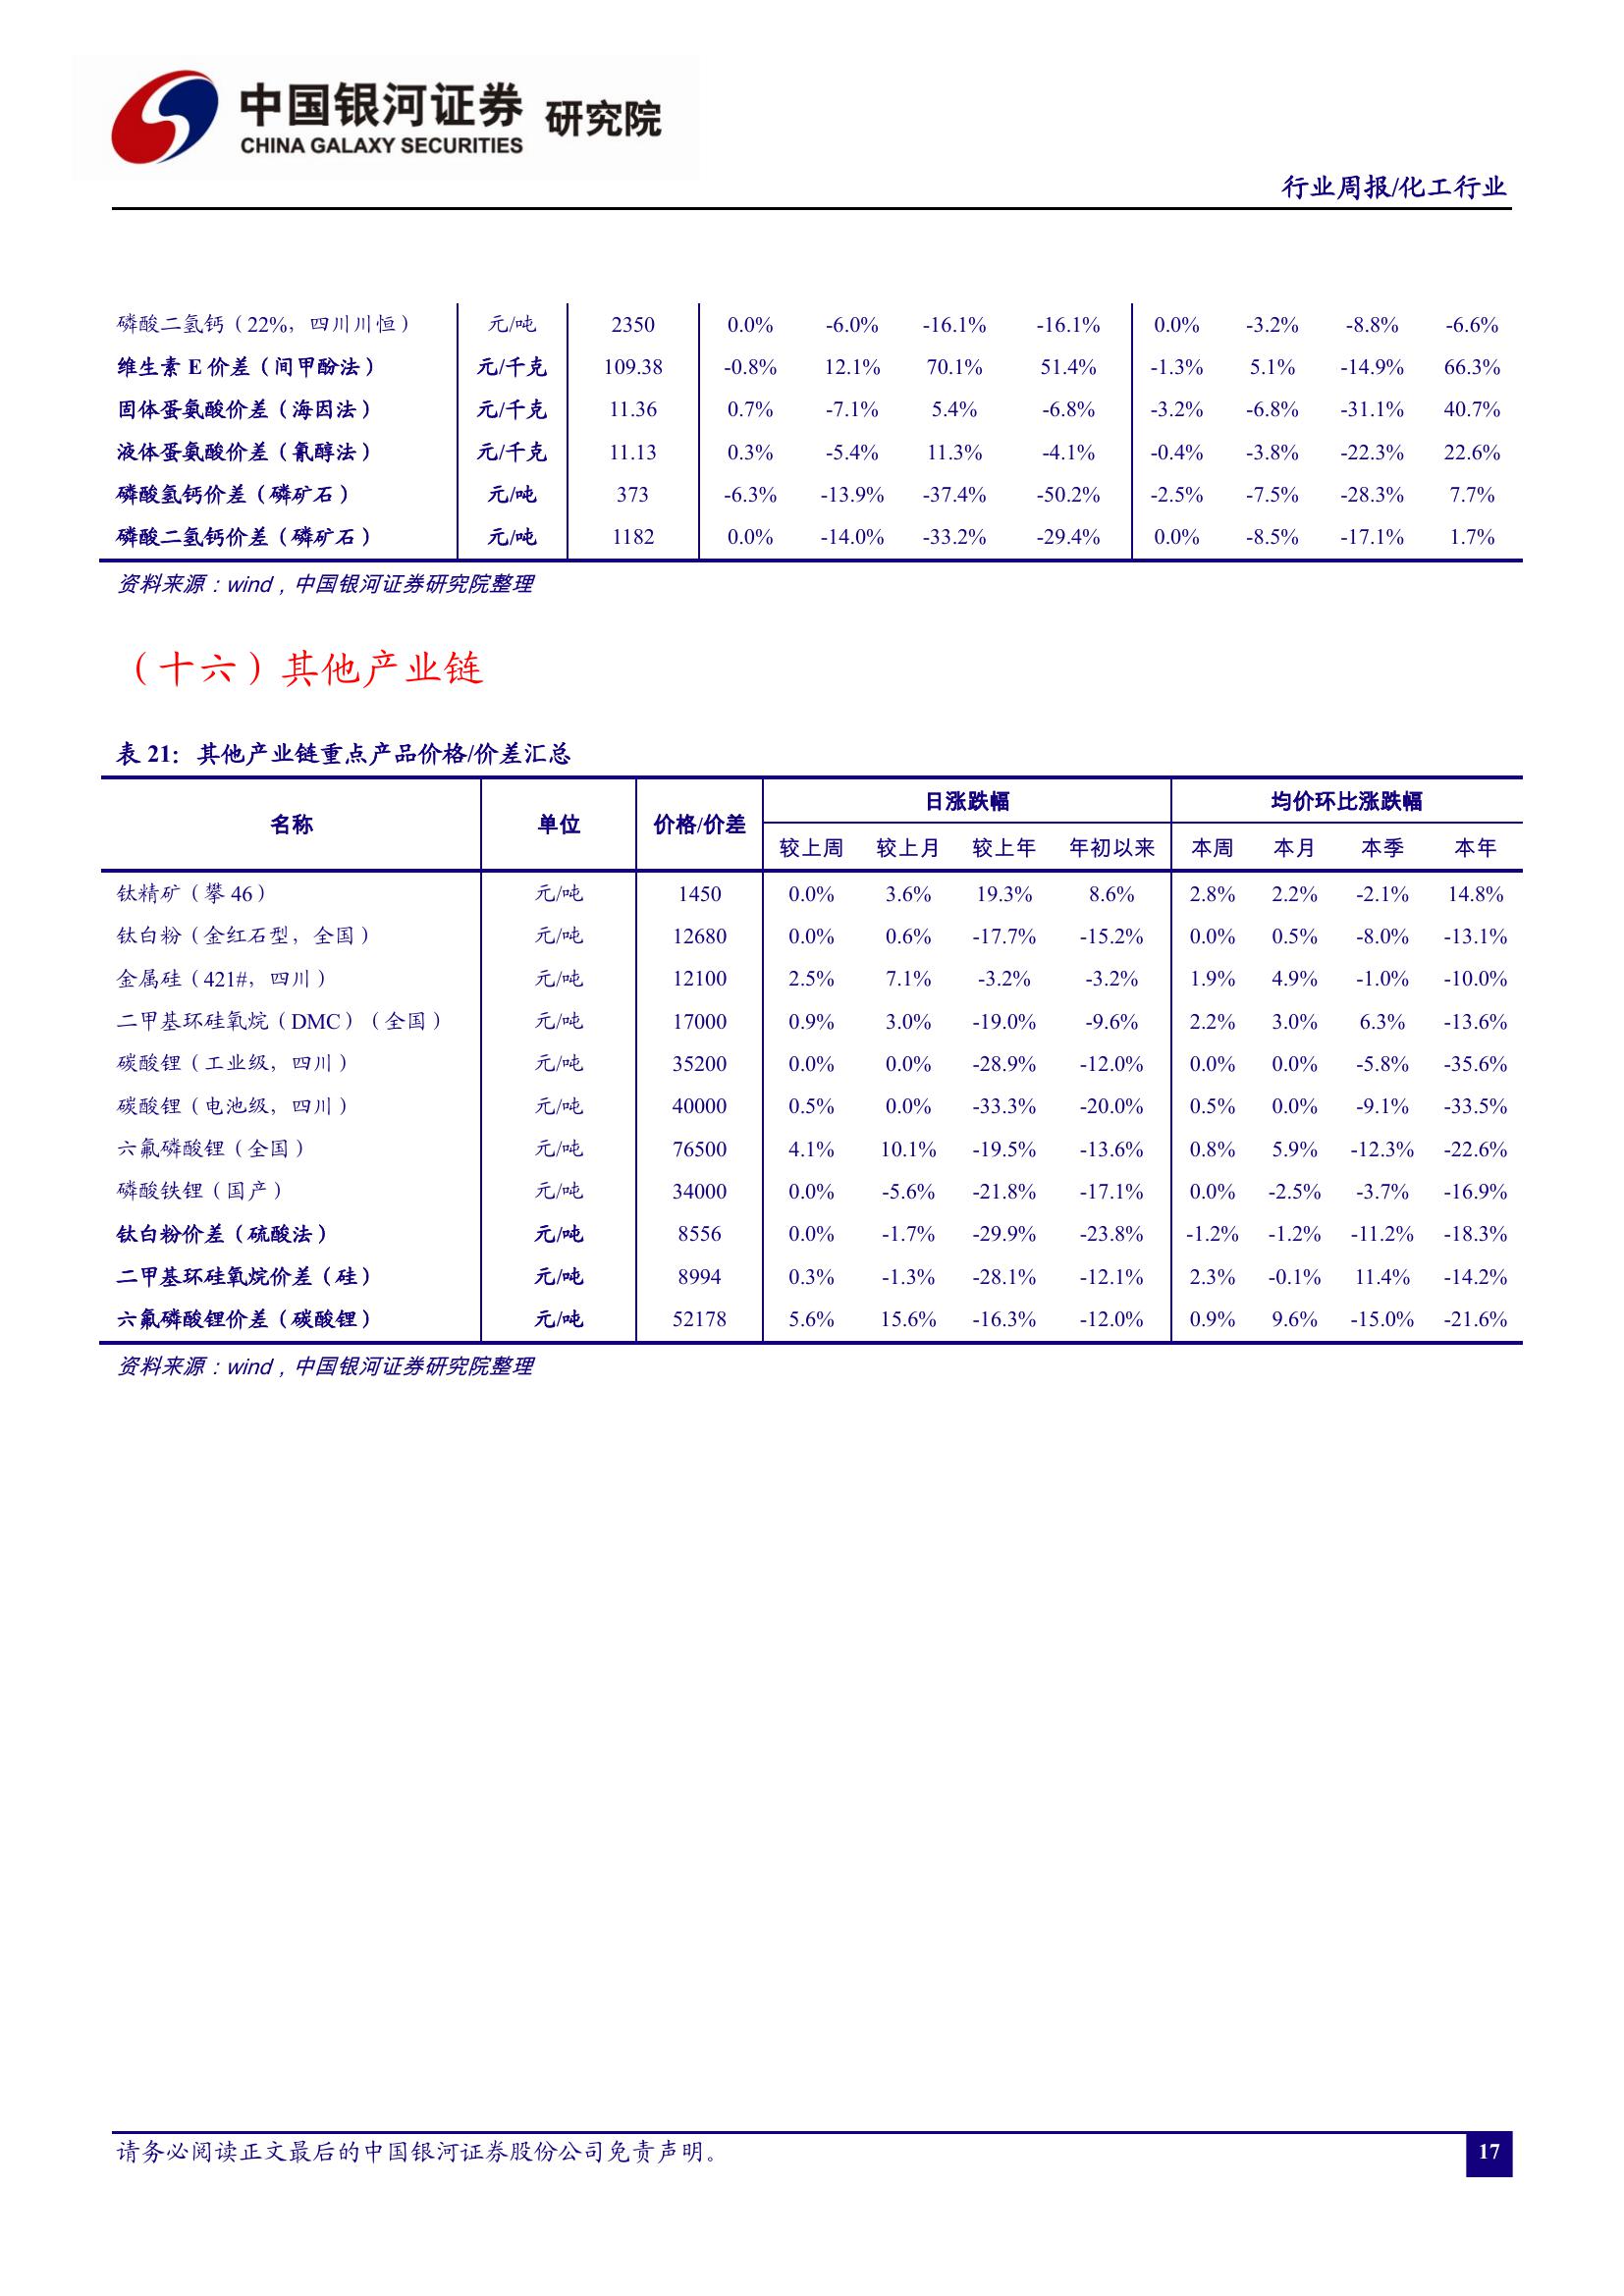 中国银河证券 研究院
CHINA GALAXY SECURITIES
行业周报/化工行业
磷酸二氢钙（22%，四川川恒） 元/吨 2350 0.0% -6.0% -16.1% -16.1% 0.0% -3.2% -8.8% -6.6%
维生素 E 价差（间甲酚法） 元/千克 109.38 -0.8% 12.1% 70.1% 51.4% -1.3% 5.1% -14.9% 66.3%
固体蛋氨酸价差（海因法） 元/千克 11.36 0.7% -7.1% 5.4% -6.8% -3.2% -6.8% -31.1% 40.7%
液体蛋氨酸价差（氰醇法） 元/千克 11.13 0.3% -5.4% 11.3% -4.1% -0.4% -3.8% -22.3% 22.6%
磷酸氢钙价差（磷矿石） 元/吨 373 -6.3% -13.9% -37.4% -50.2% -2.5% -7.5% -28.3% 7.7%
磷酸二氢钙价差（磷矿石） 元/吨 1182 0.0% -14.0% -33.2% -29.4% 0.0% -8.5% -17.1% 1.7%
资料来源：wind，中国银河证券研究院整理
（十六）其他产业链
表 21：其他产业链重点产品价格/价差汇总
名称 单位 价格/价差 日涨跌幅 均价环比涨跌幅
较上周 较上月 较上年 年初以来 本周 本月 本季 本年
钛精矿（攀 46） 元/吨 1450 0.0% 3.6% 19.3% 8.6% 2.8% 2.2% -2.1% 14.8%
钛白粉（金红石型，全国） 元/吨 12680 0.0% 0.6% -17.7% -15.2% 0.0% 0.5% -8.0% -13.1%
金属硅（421#，四川） 元/吨 12100 2.5% 7.1% -3.2% -3.2% 1.9% 4.9% -1.0% -10.0%
二甲基环硅氧烷（DMC）（全国） 元/吨 17000 0.9% 3.0% -19.0% -9.6% 2.2% 3.0% 6.3% -13.6%
碳酸锂（工业级，四川） 元/吨 35200 0.0% 0.0% -28.9% -12.0% 0.0% 0.0% -5.8% -35.6%
碳酸锂（电池级，四川） 元/吨 40000 0.5% 0.0% -33.3% -20.0% 0.5% 0.0% -9.1% -33.5%
六氟磷酸锂（全国） 元/吨 76500 4.1% 10.1% -19.5% -13.6% 0.8% 5.9% -12.3% -22.6%
磷酸铁锂（国产） 元/吨 34000 0.0% -5.6% -21.8% -17.1% 0.0% -2.5% -3.7% -16.9%
钛白粉价差（硫酸法） 元/吨 8556 0.0% -1.7% -29.9% -23.8% -1.2% -1.2% -11.2% -18.3%
二甲基环硅氧烷价差（硅） 元/吨 8994 0.3% -1.3% -28.1% -12.1% 2.3% -0.1% 11.4% -14.2%
六氟磷酸锂价差（碳酸锂） 元/吨 52178 5.6% 15.6% -16.3% -12.0% 0.9% 9.6% -15.0% -21.6%
资料来源：wind，中国银河证券研究院整理
请务必阅读正文最后的中国银河证券股份公司免责声明。
17